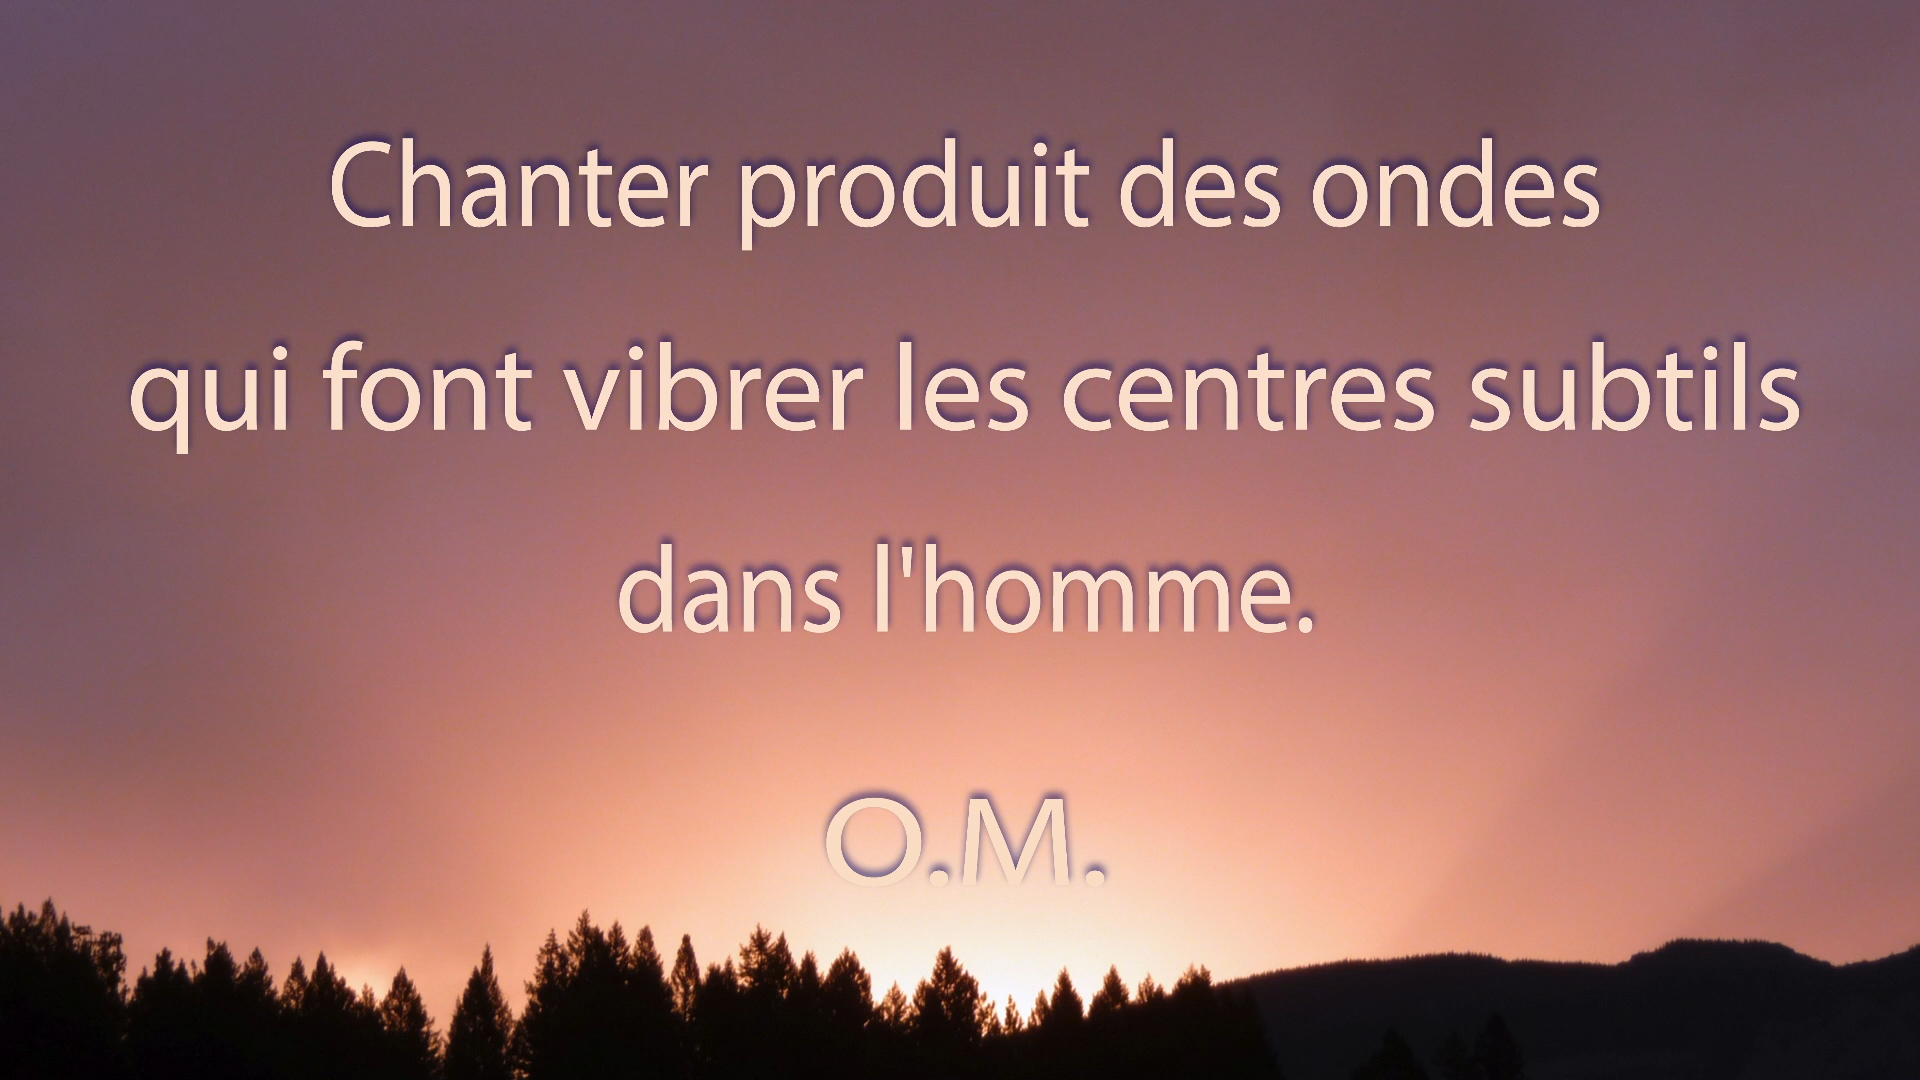 Chanter produit des ondes
qui font vibrer les centres subtils
dans l'homme.
O.M.